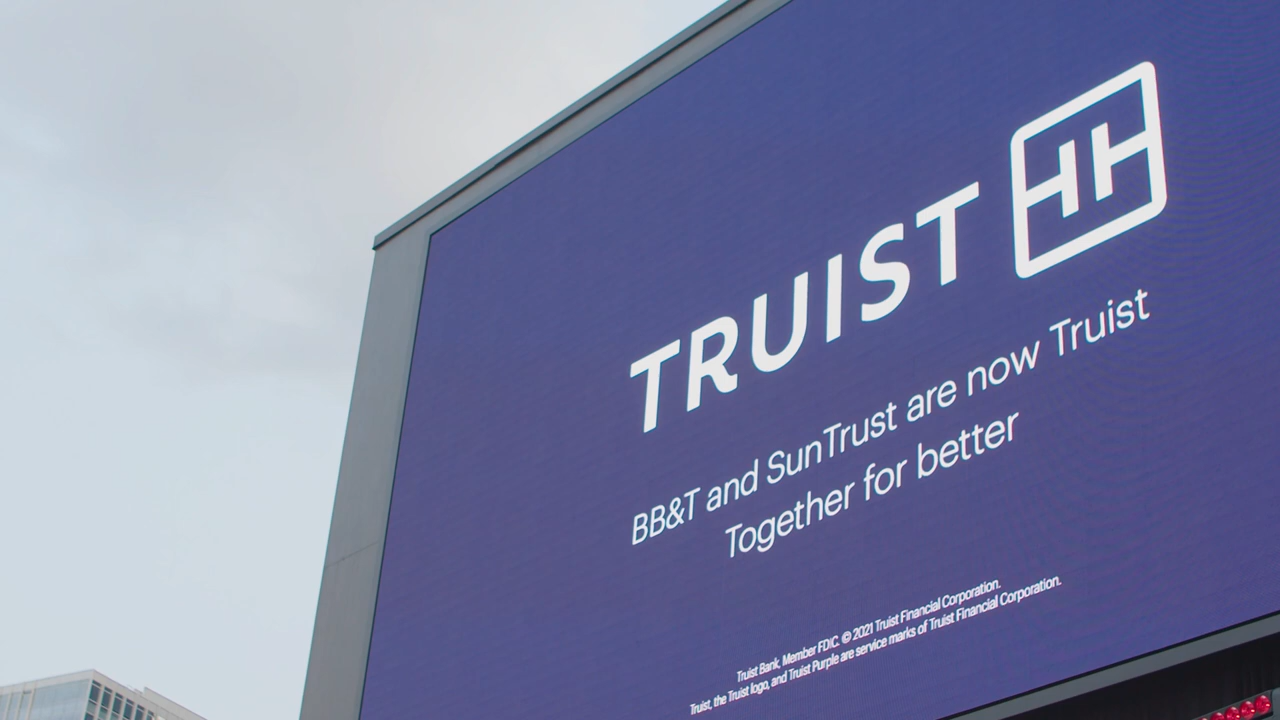 TRUIST
BB&T and SunTrust are now Truist
Together for better
Truist Bank, Member FDIC. © 2021 Truist Financial Corporation.
Truist, the Truist logo, and Truist Purple are service marks of Truist Financial Corporation.